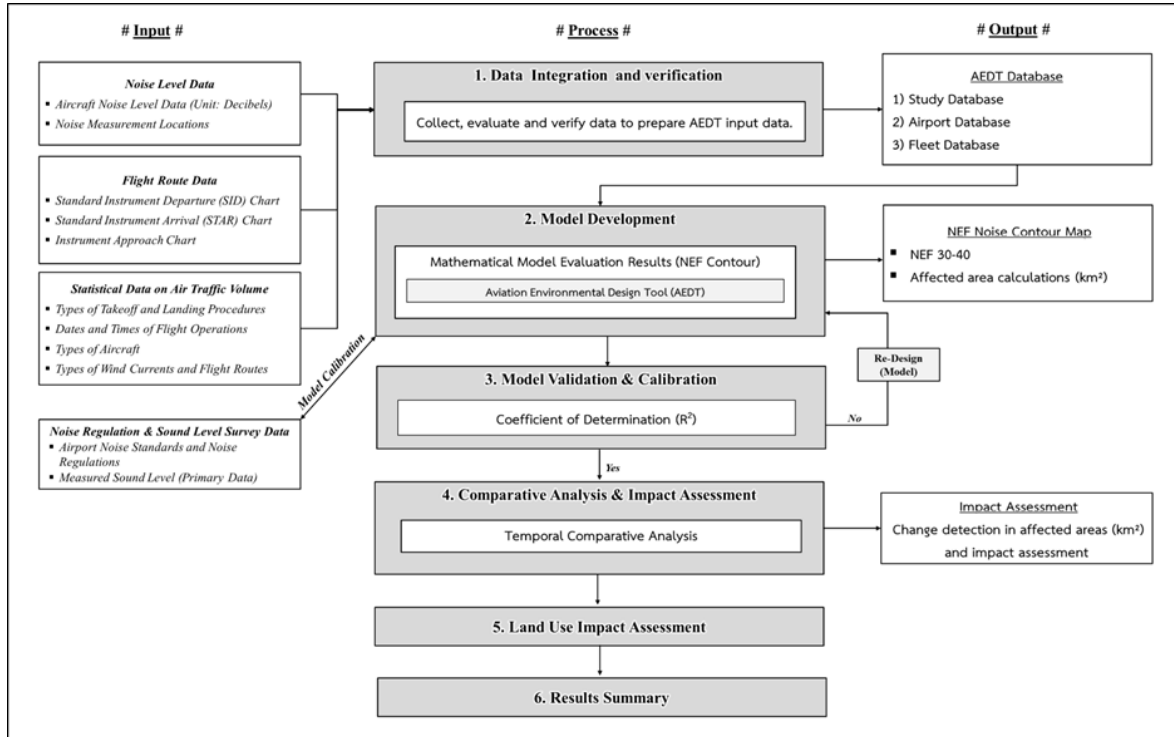 # Input #
Noise Level Data
▪ Aircraft Noise Level Data (Unit: Decibels)
▪ Noise Measurement Locations
Flight Route Data
▪ Standard Instrument Departure (SID) Chart
▪ Standard Instrument Arrival (STAR) Chart
▪ Instrument Approach Chart
Statistical Data on Air Traffic Volume
▪ Types of Takeoff and Landing Procedures
▪ Dates and Times of Flight Operations
▪ Types of Aircraft
▪ Types of Wind Currents and Flight Routes
Noise Regulation & Sound Level Survey Data
▪ Airport Noise Standards and Noise
Regulations
▪ Measured Sound Level (Primary Data)
Model Calibration
# Process #
1. Data Integration and verification
Collect, evaluate and verify data to prepare AEDT input data.
2. Model Development
Mathematical Model Evaluation Results (NEF Contour)
Aviation Environmental Design Tool (AEDT)
3. Model Validation & Calibration
Coefficient of Determination (R²)
No
Re-Design
(Model)
Yes
4. Comparative Analysis & Impact Assessment
Temporal Comparative Analysis
5. Land Use Impact Assessment
6. Results Summary
# Output #
AEDT Database
1) Study Database
2) Airport Database
3) Fleet Database
NEF Noise Contour Map
▪ NEF 30-40
▪ Affected area calculations (km²)
Impact Assessment
Change detection in affected areas (km²)
and impact assessment